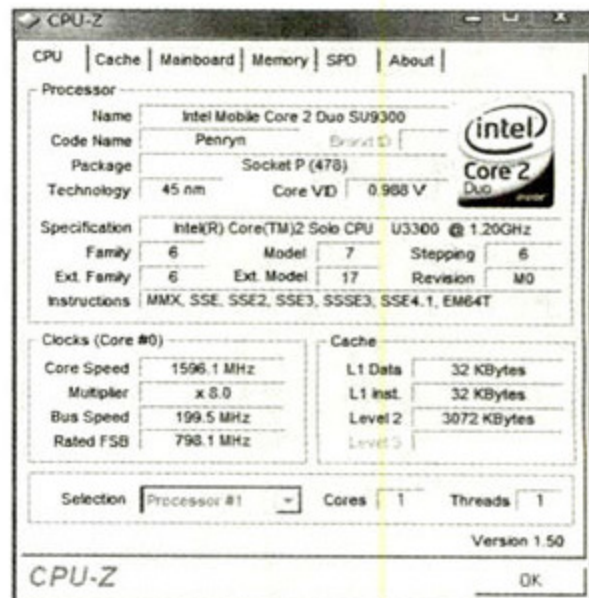 CPU-Z
CPU Cache Mainboard Memory SPD About
Processor
Name Intel Mobile Core 2 Duo SU9300
Code Name Penryn Brand ID
Package Socket P (478)
Technology 45 nm Core VID 0.988 V
intel
Core 2
Duo
inside
Specification Intel(R) Core(TM)2 Solo CPU U3300 @ 1.20GHz
Family 6 Model 7 Stepping 6
Ext. Family 6 Ext. Model 17 Revision M0
Instructions MMX, SSE, SSE2, SSE3, SSSE3, SSE4.1, EM64T
Clocks (Core #0)
Core Speed 1596.1 MHz
Multiplier x 8.0
Bus Speed 199.5 MHz
Rated FSB 798.1 MHz
Cache
L1 Data 32 KBytes
L1 Inst. 32 KBytes
Level 2 3072 KBytes
Level 3
Selection Processor #1 Cores 1 Threads 1
Version 1.50
CPU-Z OK